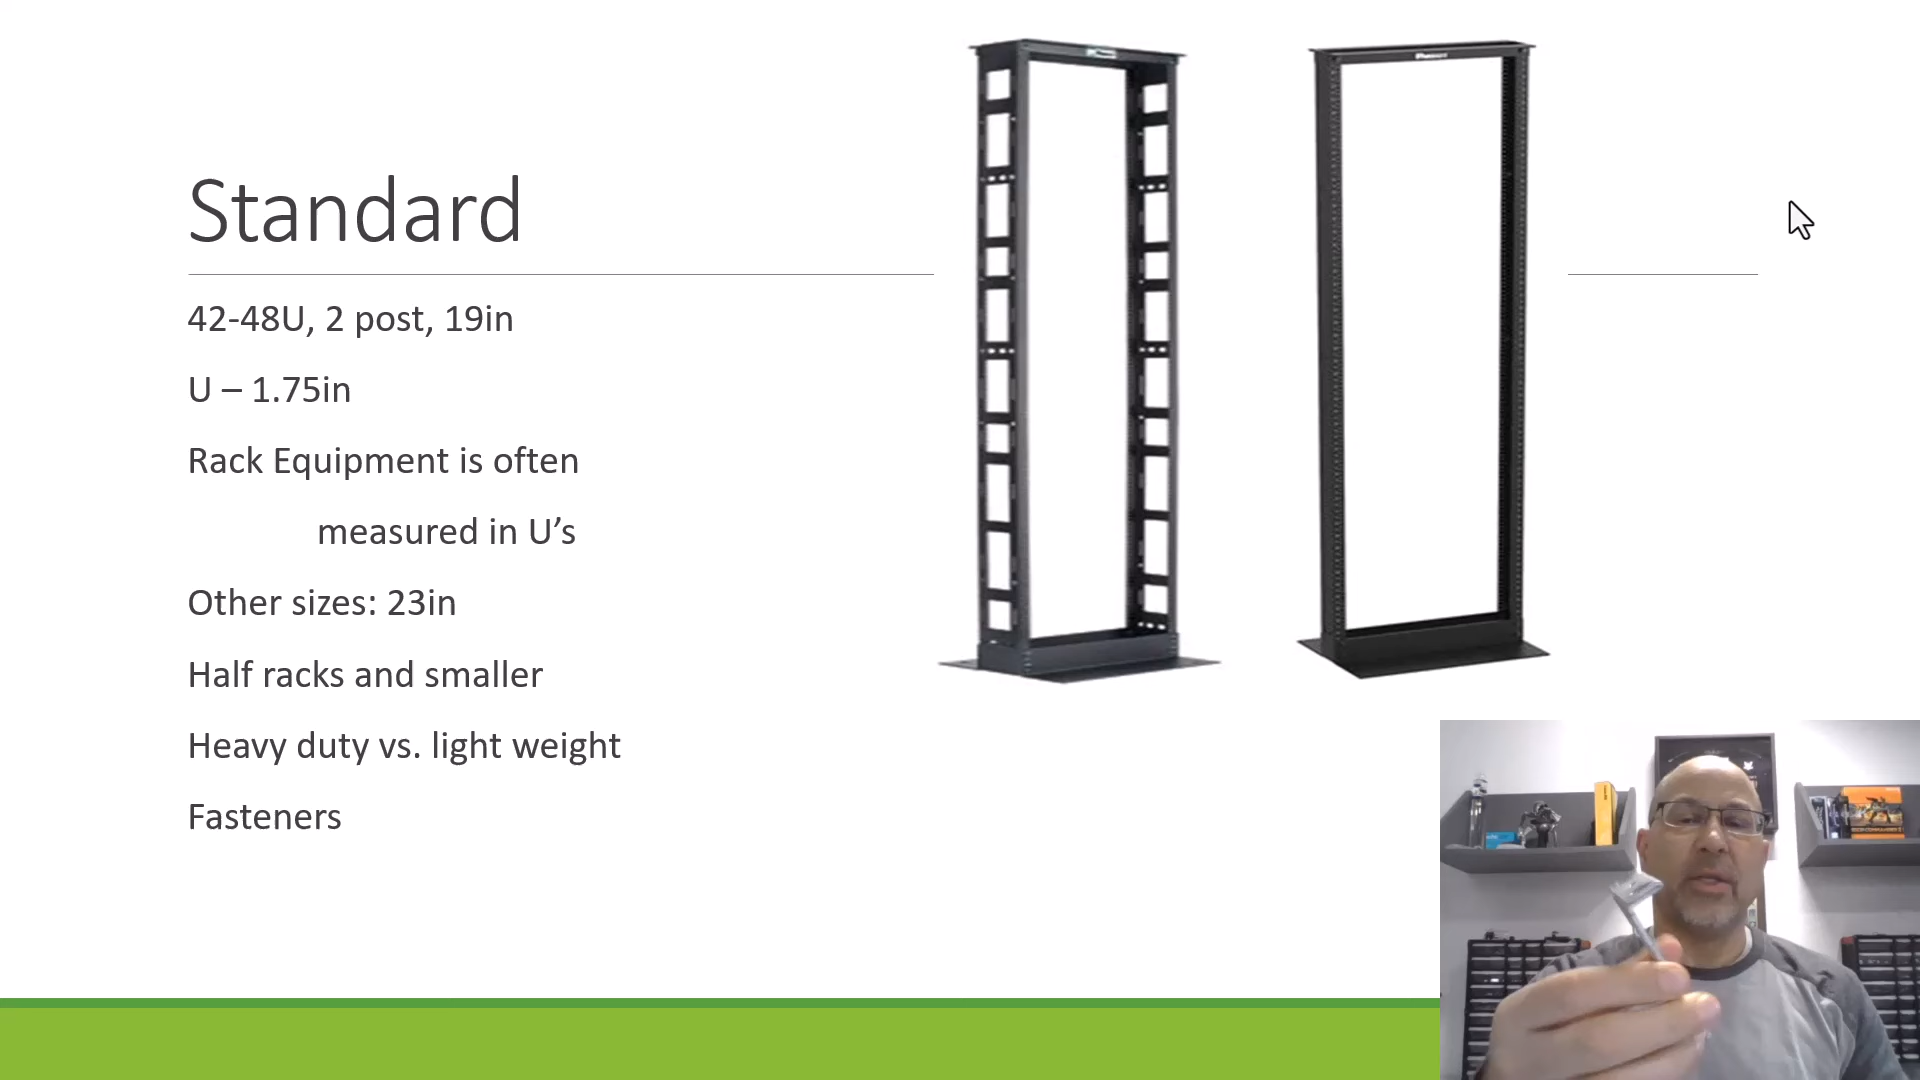 Standard
42-48U, 2 post, 19in
U – 1.75in
Rack Equipment is often
measured in U’s
Other sizes: 23in
Half racks and smaller
Heavy duty vs. light weight
Fasteners